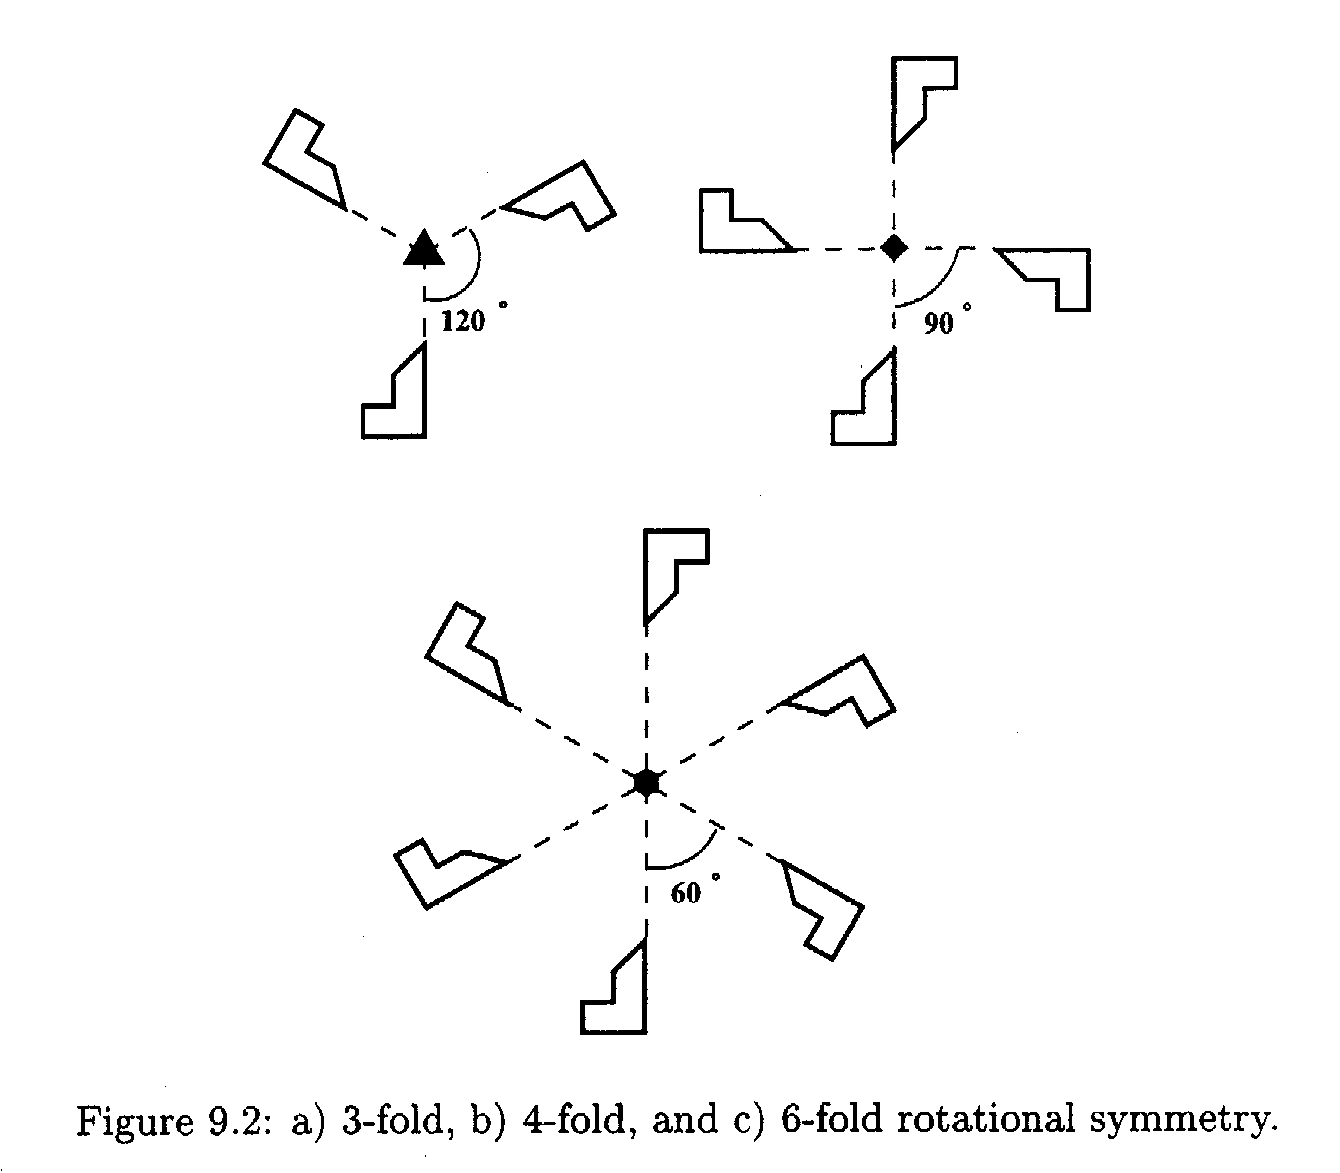 120 °
90 °
60 °
Figure 9.2: a) 3-fold, b) 4-fold, and c) 6-fold rotational symmetry.